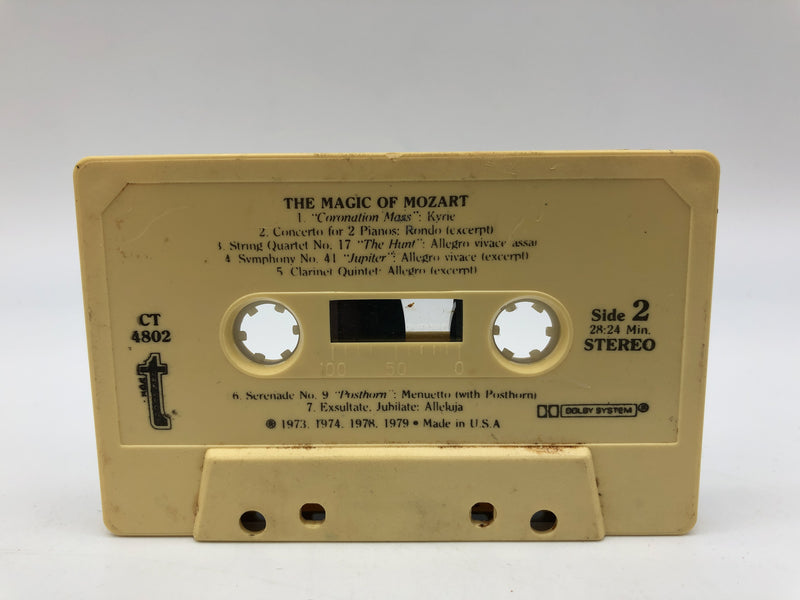 THE MAGIC OF MOZART
1. "Coronation Mass": Kyrie
2. Concerto for 2 Pianos: Rondo (excerpt)
3. String Quartet No. 17 "The Hunt": Allegro vivace assai
4. Symphony No. 41 "Jupiter": Allegro vivace (excerpt)
5. Clarinet Quintet: Allegro (excerpt)
CT
4802
Side 2
28:24 Min.
STEREO
100 50 0
6. Serenade No. 9 "Posthorn": Menuetto (with Posthorn)
7. Exsultate, Jubilate: Alleluja
DOLBY SYSTEM ®
℗ 1973, 1974, 1978, 1979 • Made in U.S.A